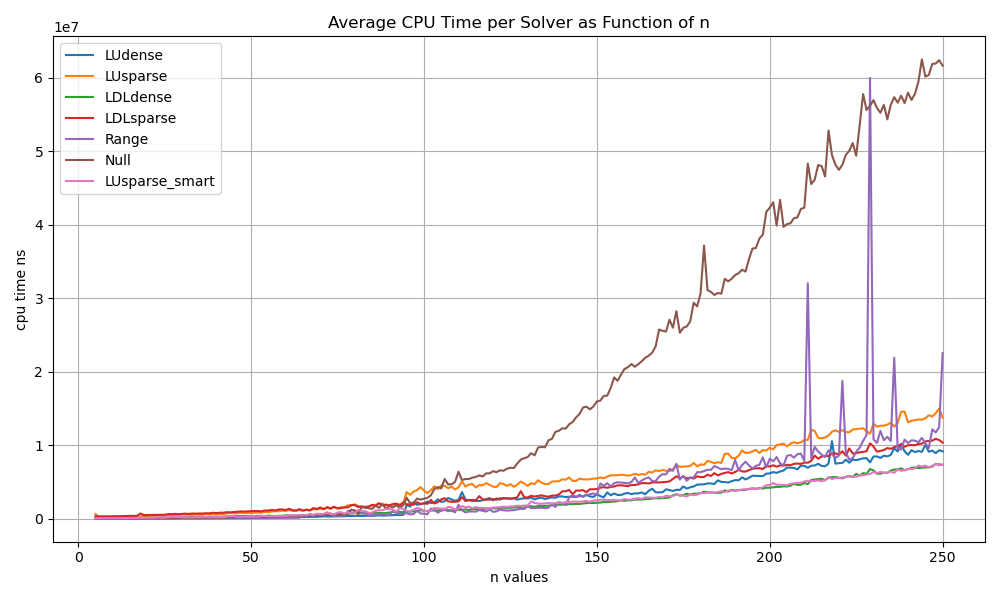 Average CPU Time per Solver as Function of n
1e7
LUdense
LUsparse
LDLdense
LDLsparse
Range
Null
LUsparse_smart
6
5
4
3
2
1
0
cpu time ns
0 50 100 150 200 250
n values